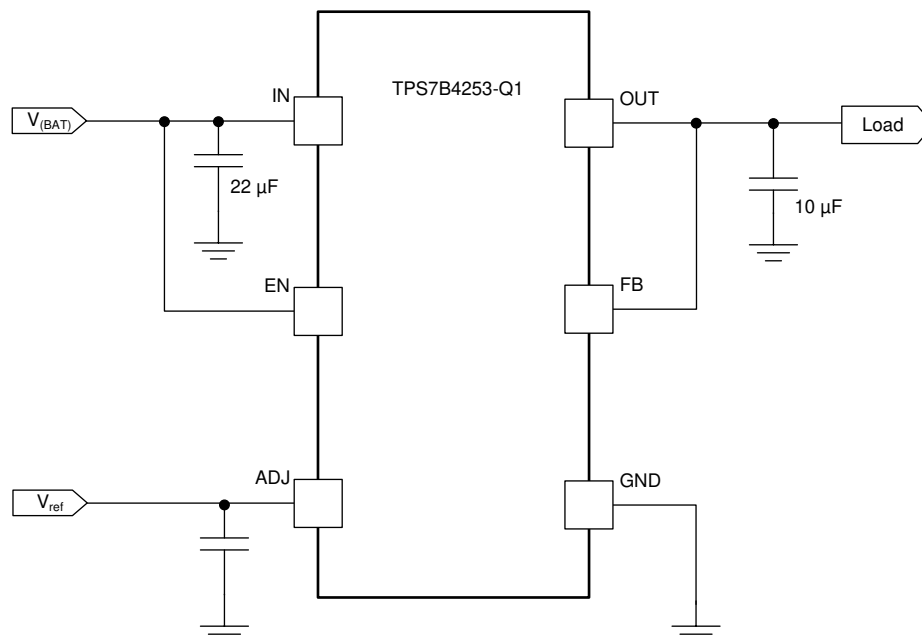 TPS7B4253-Q1
IN
OUT
V(BAT)
Load
22 µF
10 µF
EN
FB
ADJ
GND
Vref